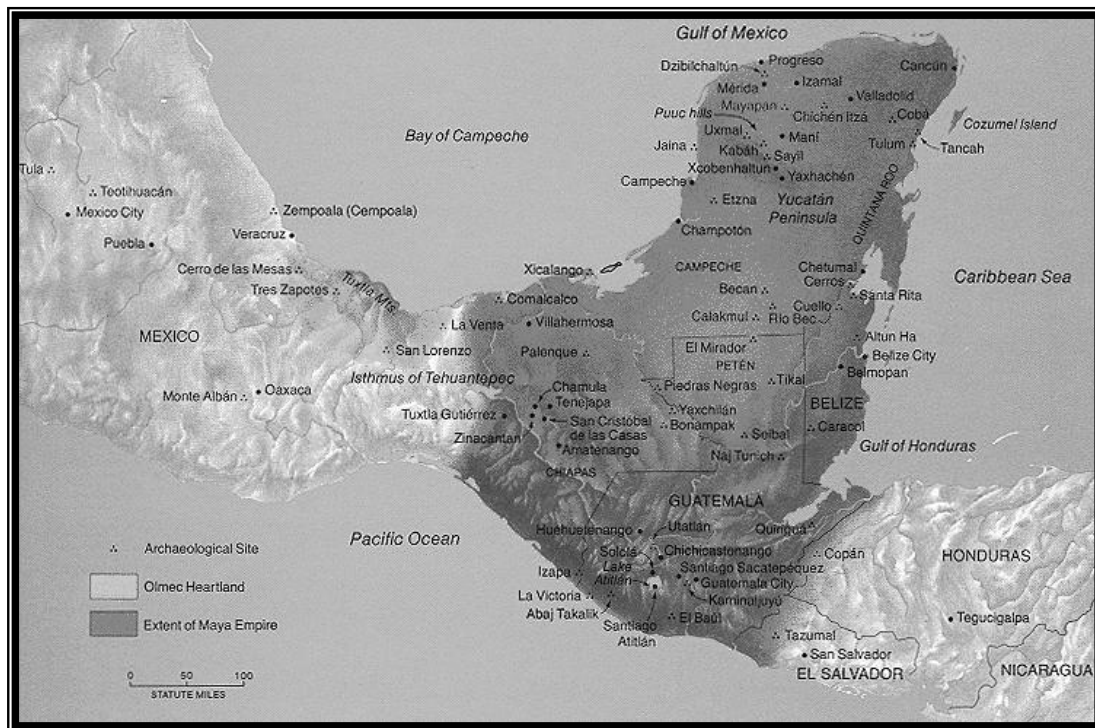 Gulf of Mexico
Progreso
Dzibilchaltún
Cancún
Mérida
Izamal
Valladolid
Mayapan
Chichén Itzá
Cobá
Puuc hills
Cozumel Island
Bay of Campeche
Uxmal
Maní
Jaina
Kabáh
Tulum
Tancah
Sayil
Tula
Xcobenhaltun
Campeche
Yaxhachén
Teotihuacán
Etzna
Yucatán
Peninsula
QUINTANA ROO
Mexico City
Zempoala (Cempoala)
Champotón
Puebla
Veracruz
Cerro de las Mesas
Xicalango
CAMPECHE
Chetumal
Caribbean Sea
Cerros
Tuxtla Mts.
Tres Zapotes
Becan
Santa Rita
Comalcalco
Cuello
Calakmul
Río Bec
MEXICO
La Venta
Villahermosa
Altun Ha
San Lorenzo
Palenque
El Mirador
Belize City
PETÉN
Belmopan
Isthmus of Tehuantepec
Chamula
Piedras Negras
Tikal
Monte Albán
Oaxaca
Tenejapa
BELIZE
Tuxtla Gutiérrez
San Cristóbal
de las Casas
Yaxchilán
Bonampak
Caracol
Zinacantan
Seibal
Amatenango
Naj Tunich
Gulf of Honduras
CHIAPAS
GUATEMALA
Huehuetenango
Utatlán
Quiriguá
Pacific Ocean
Archaeological Site
Sololá
Chichicastonango
Copán
HONDURAS
Lake
Atitlán
Santiago Sacatepéquez
Izapa
Guatemala City
Olmec Heartland
La Victoria
Kaminaljuyú
Abaj Takalik
El Baúl
Tegucigalpa
Extent of Maya Empire
Santiago
Atitlán
Tazumal
San Salvador
EL SALVADOR
NICARAGUA
0 50 100
STATUTE MILES